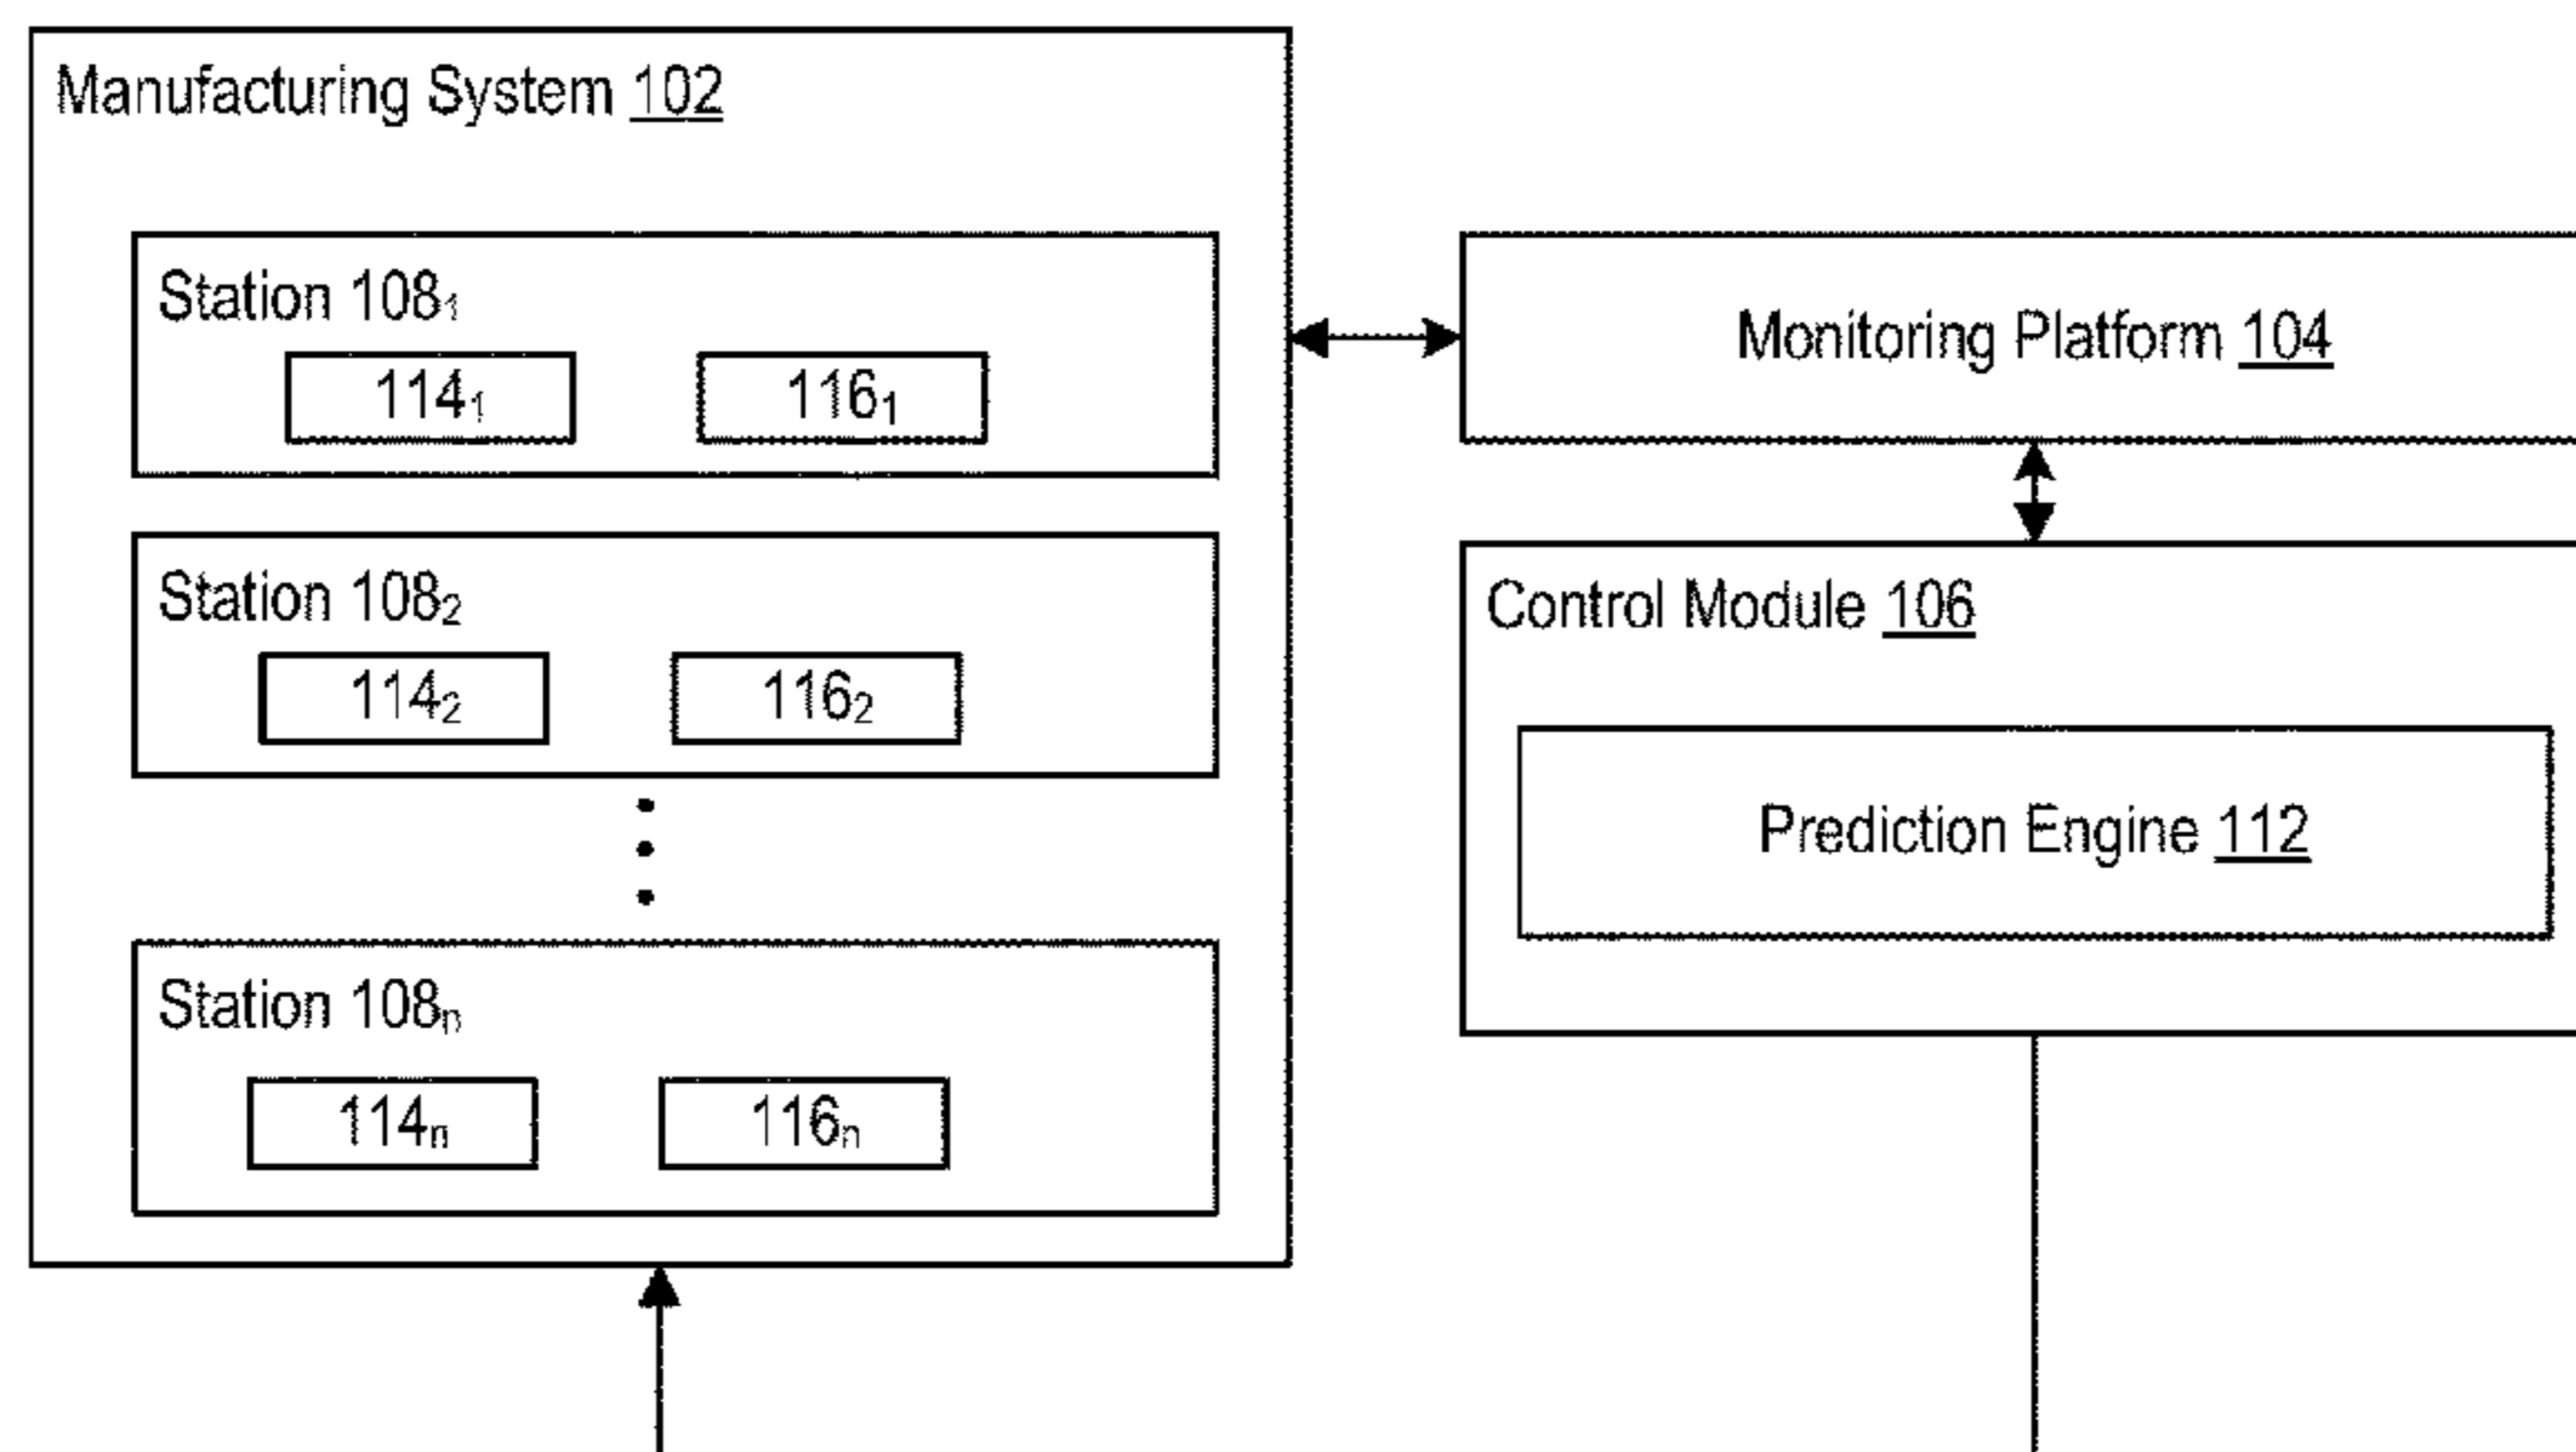 Manufacturing System 102
Station 108₁
114₁ 116₁
Station 108₂
114₂ 116₂
Station 108ₙ
114ₙ 116ₙ
Monitoring Platform 104
Control Module 106
Prediction Engine 112